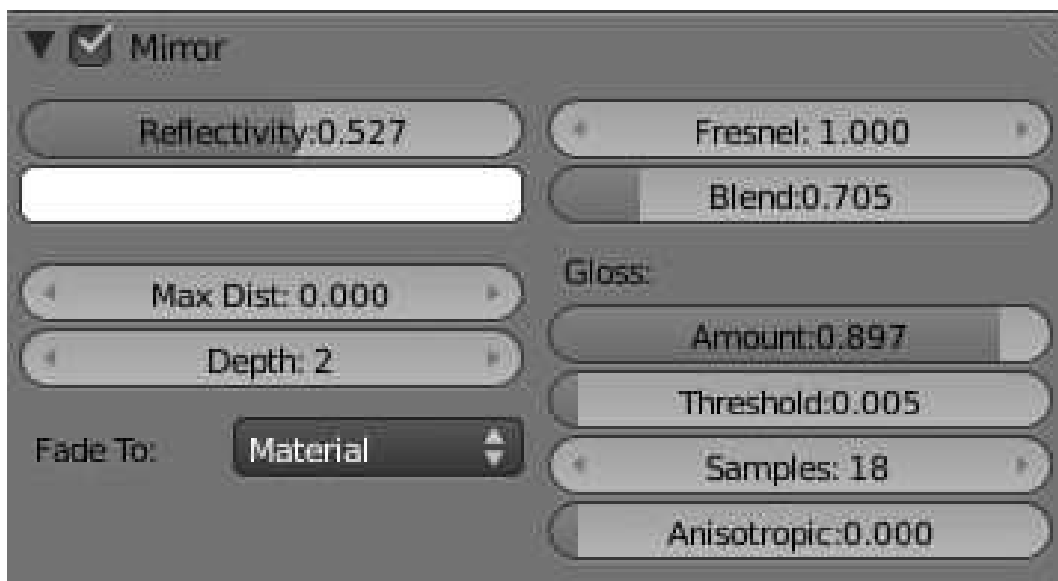 Mirror
Reflectivity:0.527
Fresnel: 1.000
Blend:0.705
Max Dist: 0.000
Depth: 2
Fade To: Material
Gloss:
Amount:0.897
Threshold:0.005
Samples: 18
Anisotropic:0.000